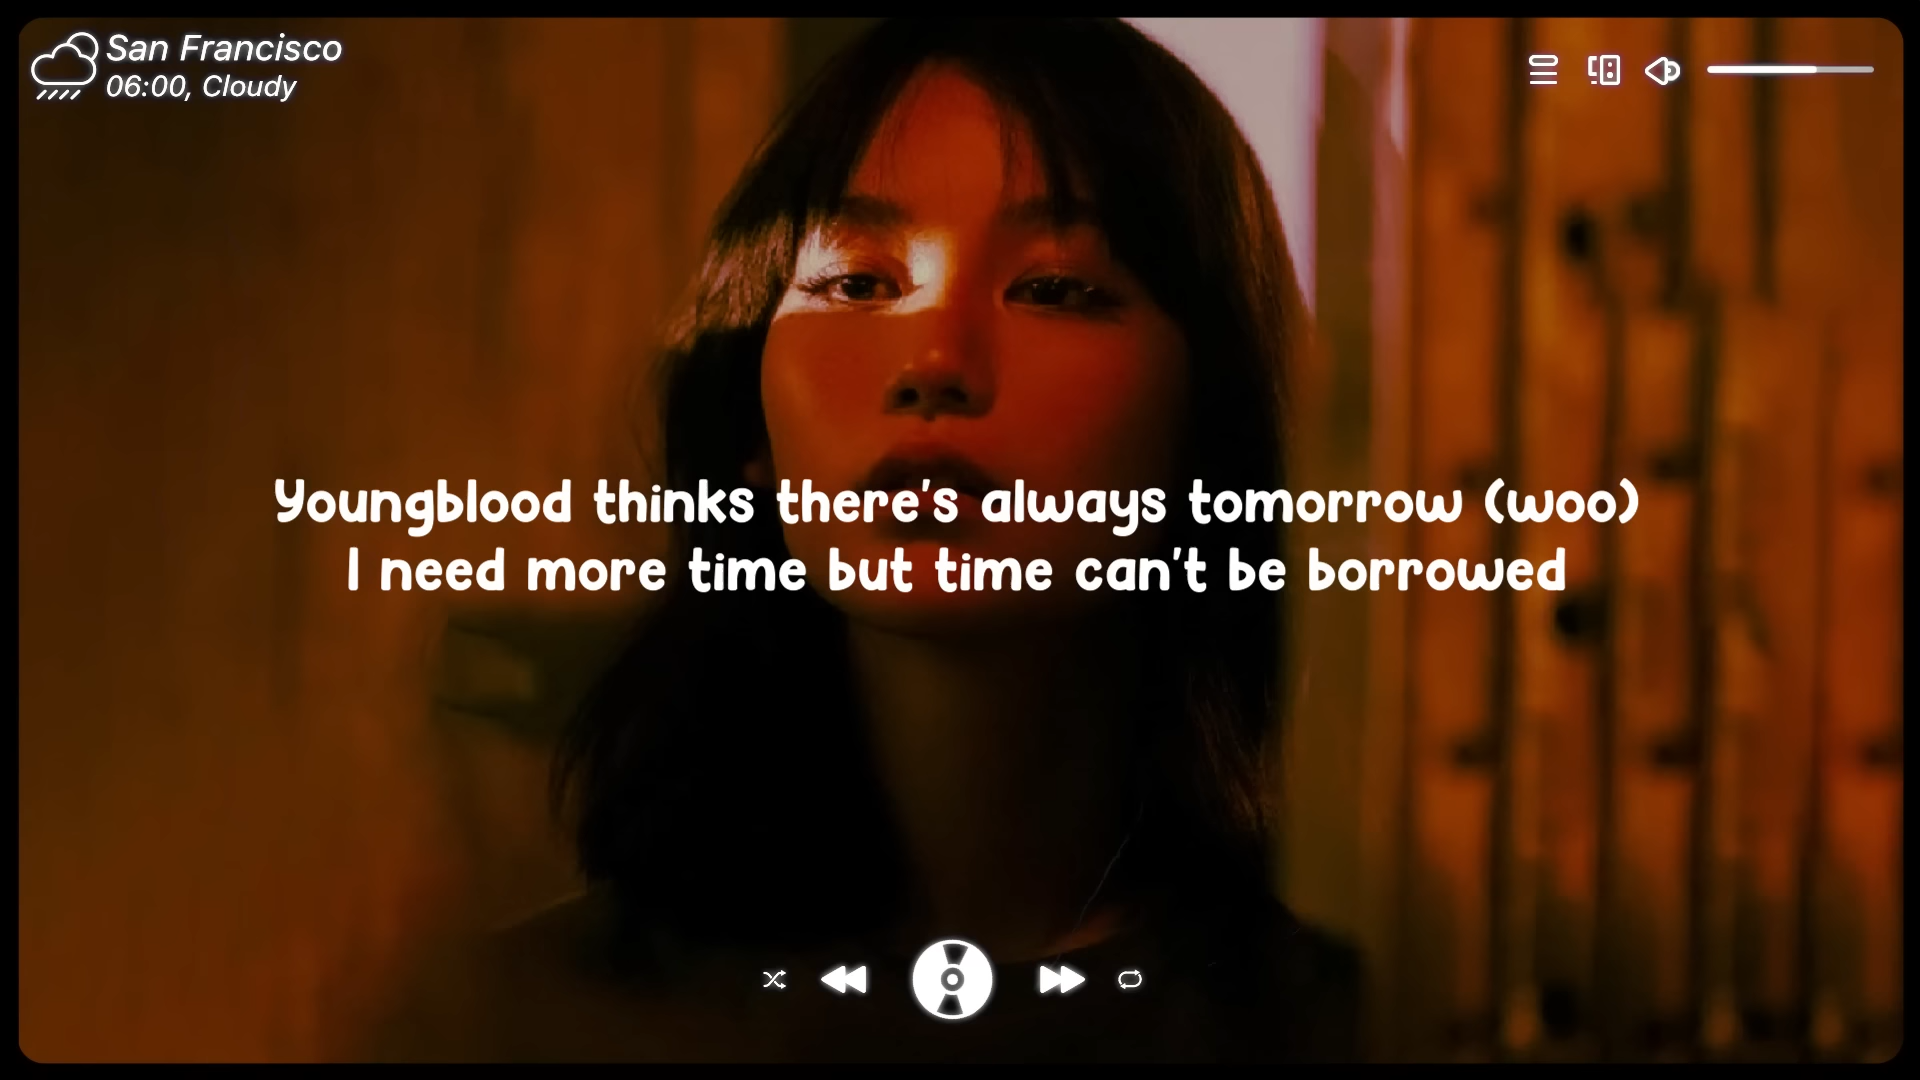 San Francisco
06:00, Cloudy
Youngblood thinks there's always tomorrow (woo)
I need more time but time can't be borrowed